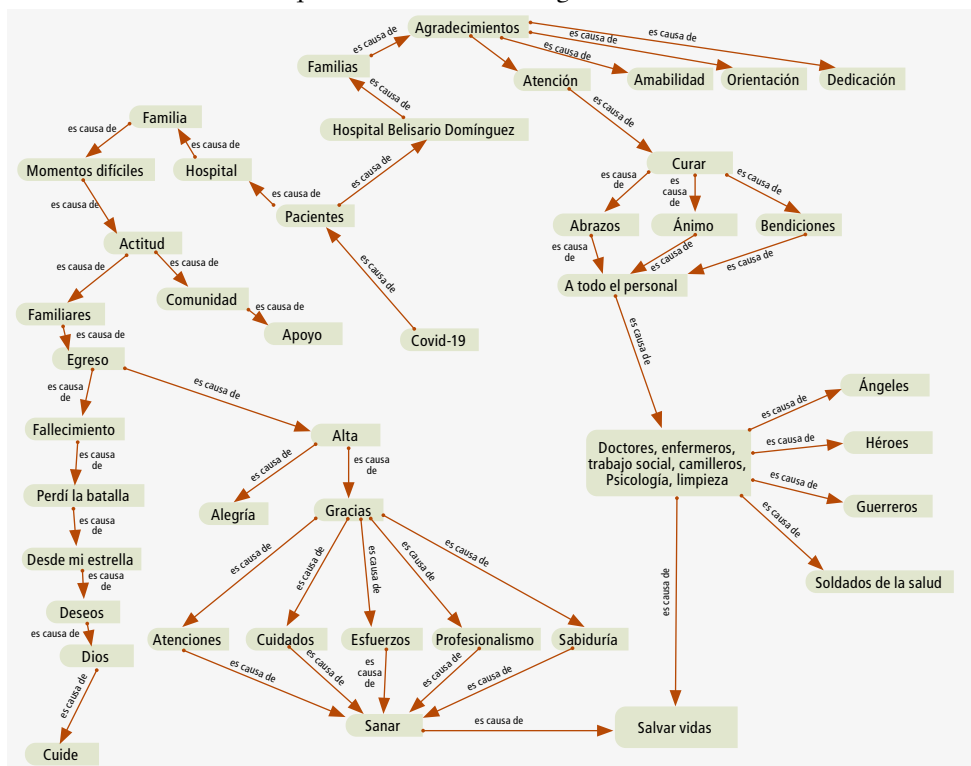 Agradecimientos
es causa de
es causa de
es causa de
es causa de
es causa de
Familias
Atención
Amabilidad
Orientación
Dedicación
es causa de
es causa de
Familia
es causa de
Hospital Belisario Domínguez
es causa de
es causa de
Momentos difíciles
Hospital
es causa de
Curar
es causa de
Pacientes
es causa
de
es
causa
de
es causa de
Abrazos
Ánimo
Bendiciones
Actitud
es causa de
es causa de
es causa
de
es causa de
es causa de
es causa de
A todo el personal
Comunidad
Familiares
es causa de
es causa de
Apoyo
Covid-19
es causa de
Egreso
es causa
de
es causa de
Ángeles
es causa de
Fallecimiento
Alta
Doctores, enfermeros,
trabajo social, camilleros,
Psicología, limpieza
es causa de
Héroes
es causa
de
es causa de
es causa de
es causa de
Perdí la batalla
Alegría
Gracias
Guerreros
es causa
de
es causa de
es causa de
es causa de
es causa de
es causa de
es causa de
Desde mi estrella
es causa
de
Soldados de la salud
es causa de
Deseos
es causa de
Atenciones
Cuidados
Esfuerzos
Profesionalismo
Sabiduría
Dios
es causa de
es causa de
es
causa
de
es causa de
es causa de
es causa de
Sanar
es causa de
Salvar vidas
Cuide